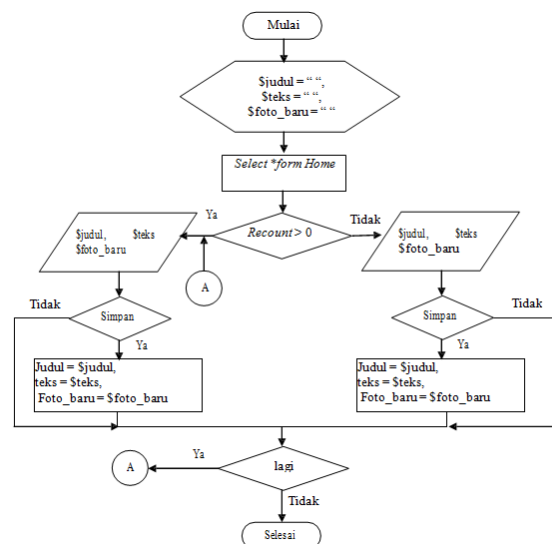 Mulai
$judul = “ “,
$teks = “ “,
$foto_baru = “ “
Select *form Home
Ya
Recount > 0
Tidak
$judul, $teks
$foto_baru
$judul, $teks
$foto_baru
A
Tidak
Simpan
Ya
Simpan
Tidak
Ya
Judul = $judul,
teks = $teks,
Foto_baru = $foto_baru
Judul = $judul,
teks = $teks,
Foto_baru = $foto_baru
A
Ya
lagi
Tidak
Selesai